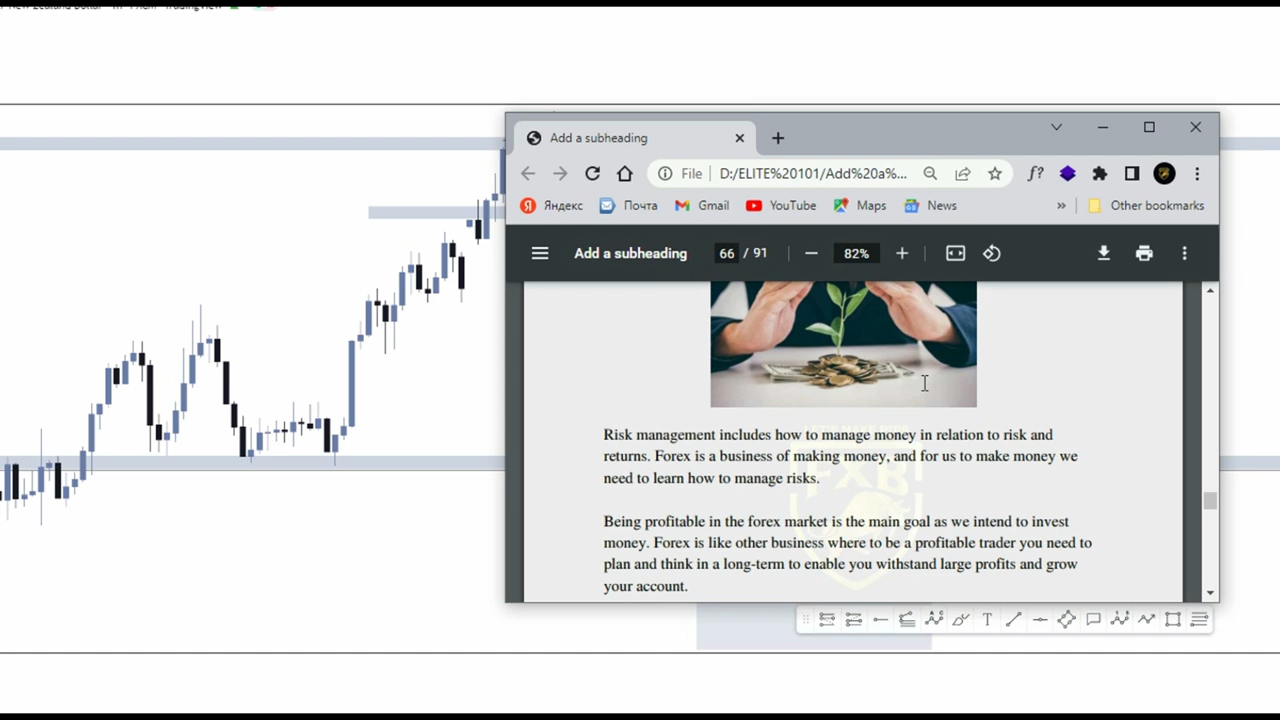 New Zealand Dollar
TradingView
Add a subheading
File
D:/ELITE%20101/Add%20a%...
f?
Яндекс
Почта
Gmail
YouTube
Maps
News
»
Other bookmarks
Add a subheading
66 / 91
82%
Risk management includes how to manage money in relation to risk and
returns. Forex is a business of making money, and for us to make money we
need to learn how to manage risks.
FXB
Being profitable in the forex market is the main goal as we intend to invest
money. Forex is like other business where to be a profitable trader you need to
plan and think in a long-term to enable you withstand large profits and grow
your account.